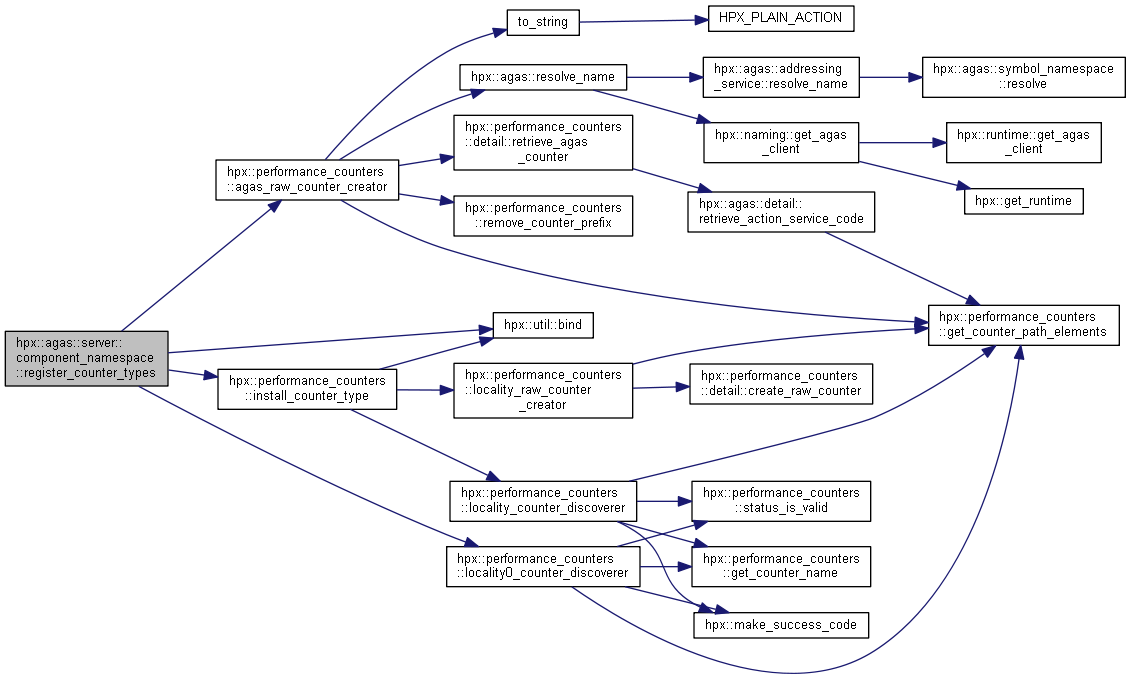 to_string
HPX_PLAIN_ACTION
hpx::agas::resolve_name
hpx::agas::addressing
_service::resolve_name
hpx::agas::symbol_namespace
::resolve
hpx::performance_counters
::detail::retrieve_agas
_counter
hpx::naming::get_agas
_client
hpx::runtime::get_agas
_client
hpx::performance_counters
::agas_raw_counter_creator
hpx::performance_counters
::remove_counter_prefix
hpx::agas::detail::
retrieve_action_service_code
hpx::get_runtime
hpx::agas::server::
component_namespace
::register_counter_types
hpx::util::bind
hpx::performance_counters
::get_counter_path_elements
hpx::performance_counters
::install_counter_type
hpx::performance_counters
::locality_raw_counter
_creator
hpx::performance_counters
::detail::create_raw_counter
hpx::performance_counters
::locality_counter_discoverer
hpx::performance_counters
::status_is_valid
hpx::performance_counters
::locality0_counter_discoverer
hpx::performance_counters
::get_counter_name
hpx::make_success_code